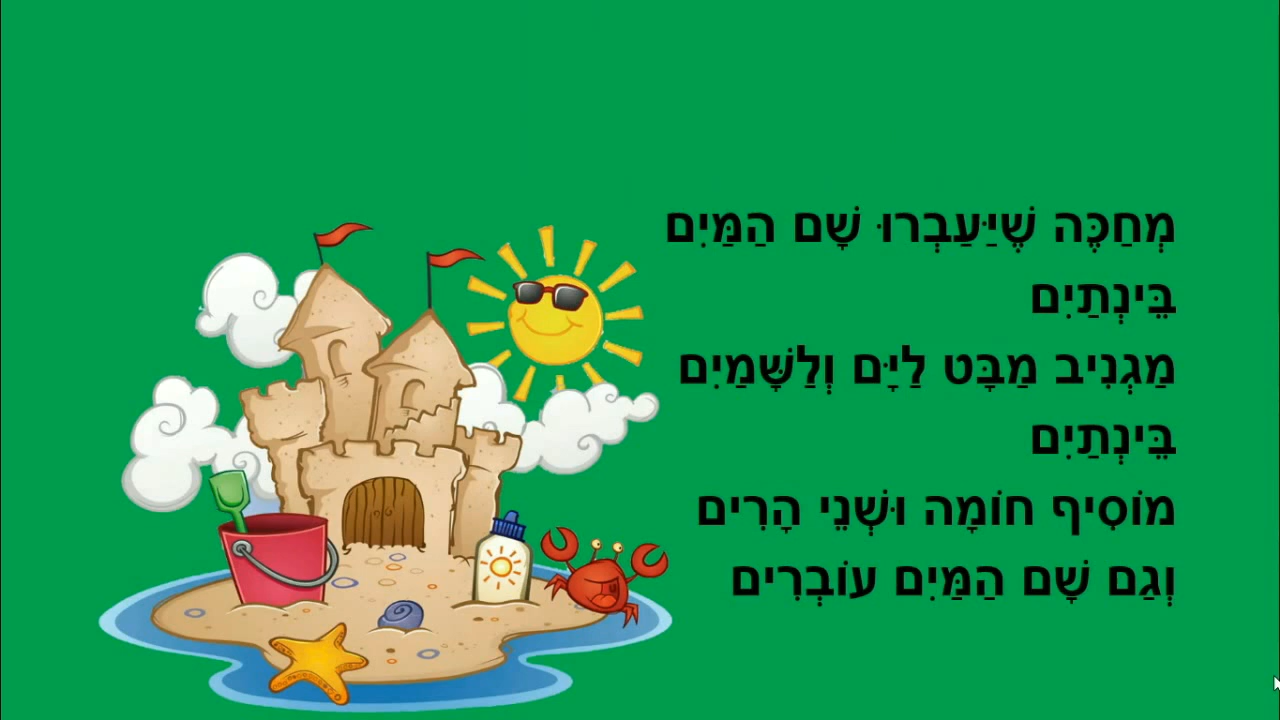 מְחַכֶּה שֶׁיַּעַבְרוּ שָׁם הַמַּיִם
בֵּינְתַיִם
מַגְנִיב מַבָּט לַיָּם וְלַשָּׁמַיִם
בֵּינְתַיִם
מוֹסִיף חוֹמָה וּשְׁנֵי הָרִים
וְגַם שָׁם הַמַּיִם עוֹבְרִים